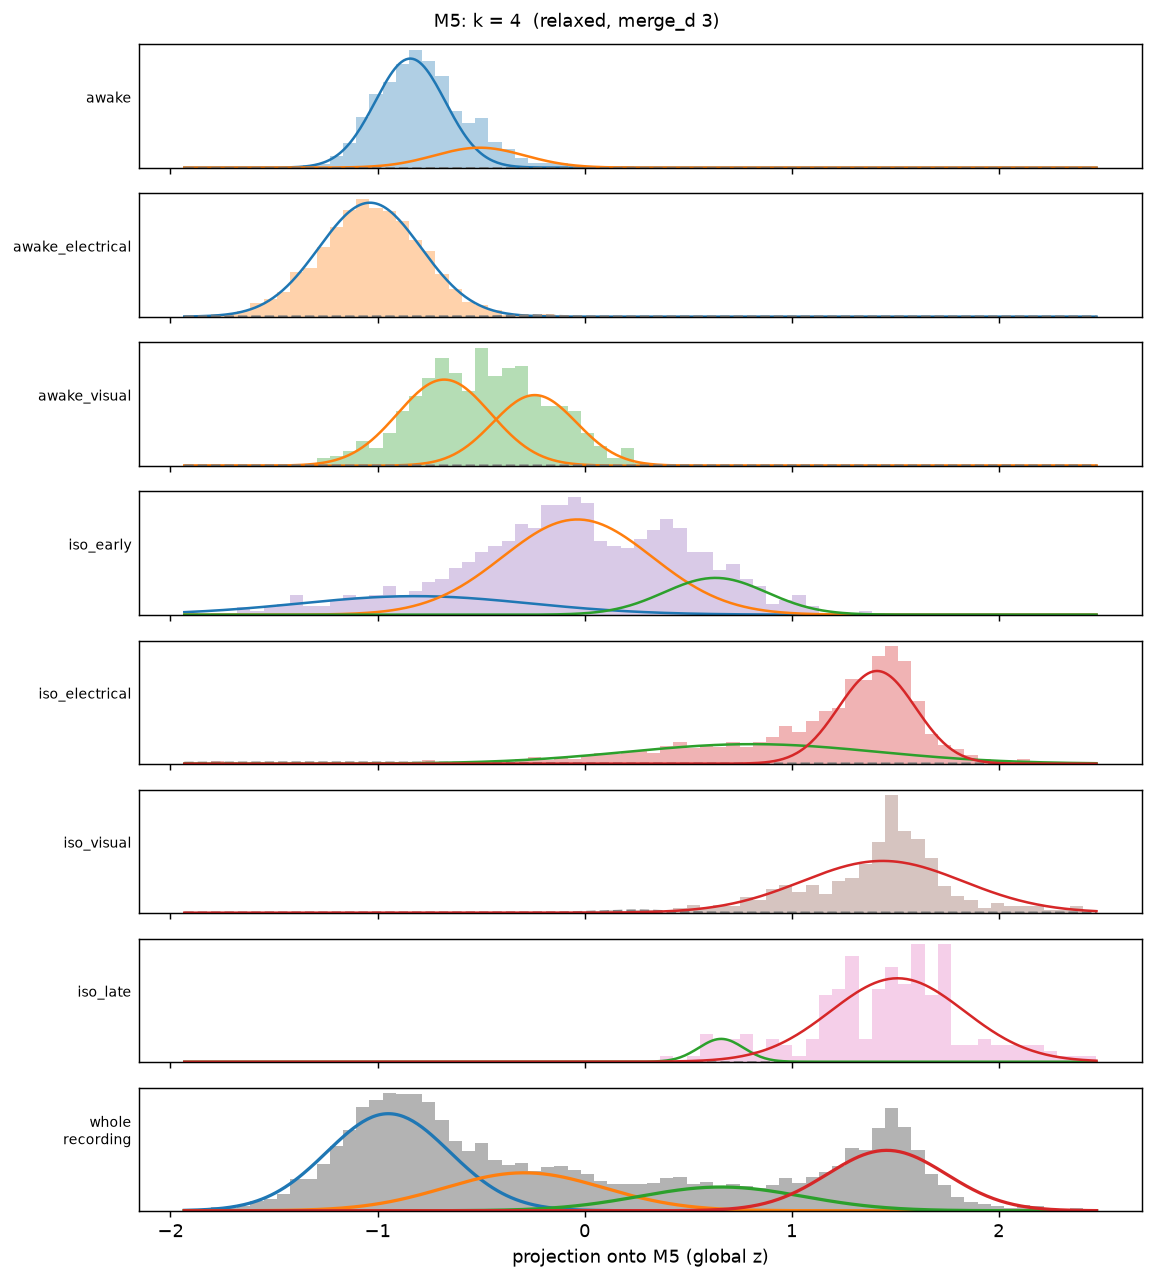 M5: k = 4  (relaxed, merge_d 3)
awake
awake_electrical
awake_visual
iso_early
iso_electrical
iso_visual
iso_late
whole
recording
−2 −1 0 1 2
projection onto M5 (global z)